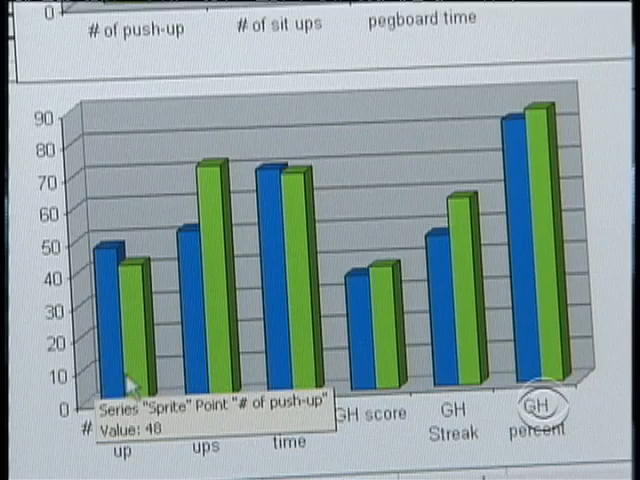 0
# of push-up # of sit ups pegboard time
90
80
70
60
50
40
30
20
10
0
Series "Sprite" Point "# of push-up"
Value: 48
#
up
ups
time
GH score
GH
Streak
GH
percent